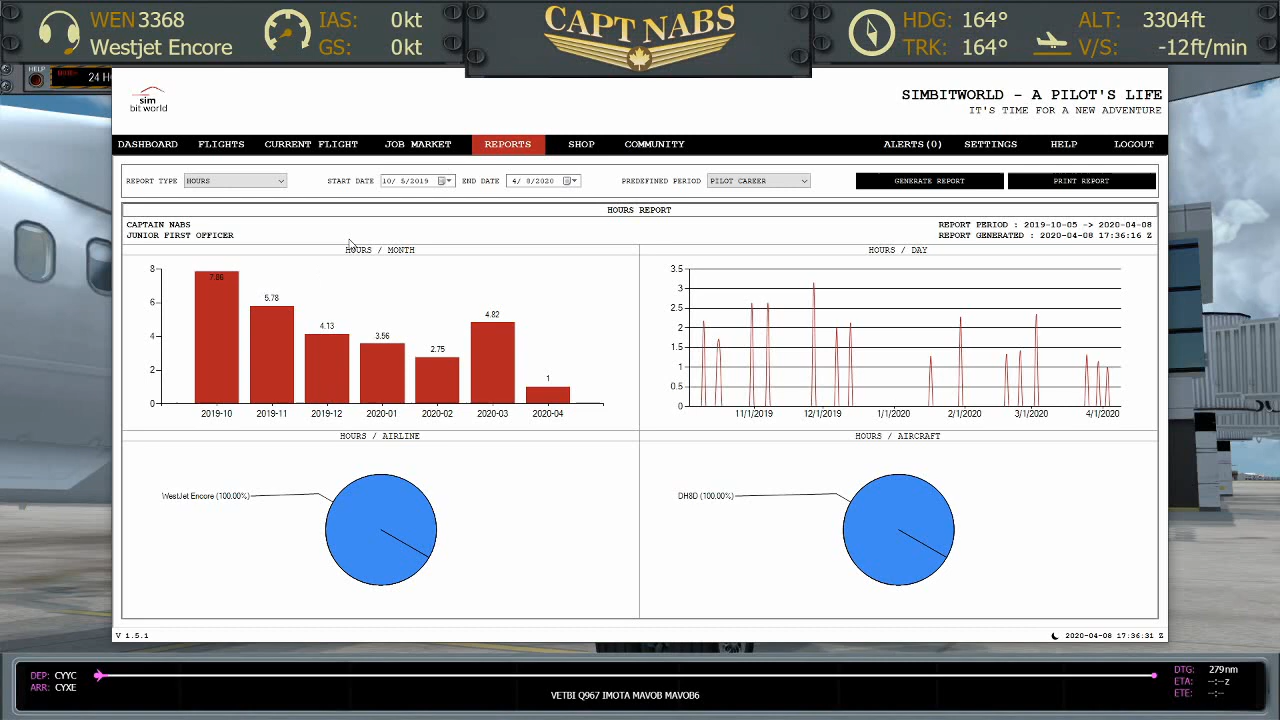 WEN 3368
Westjet Encore
IAS: 0kt
GS: 0kt
CAPT NABS
HDG: 164°
TRK: 164°
ALT: 3304ft
V/S: -12ft/min
HELP
24 H
sim
bit world
SIMBITWORLD - A PILOT'S LIFE
IT'S TIME FOR A NEW ADVENTURE
DASHBOARD FLIGHTS CURRENT FLIGHT JOB MARKET REPORTS SHOP COMMUNITY ALERTS(0) SETTINGS HELP LOGOUT
REPORT TYPE HOURS START DATE 10/ 5/2019 END DATE 4/ 8/2020 PREDEFINED PERIOD PILOT CAREER GENERATE REPORT PRINT REPORT
HOURS REPORT
CAPTAIN NABS
JUNIOR FIRST OFFICER
REPORT PERIOD : 2019-10-05 -> 2020-04-08
REPORT GENERATED : 2020-04-08 17:36:16 Z
HOURS / MONTH
8
6
4
2
0
7.86
5.78
4.13
3.56
2.75
4.82
1
2019-10 2019-11 2019-12 2020-01 2020-02 2020-03 2020-04
HOURS / DAY
3.5
3
2.5
2
1.5
1
0.5
0
11/1/2019 12/1/2019 1/1/2020 2/1/2020 3/1/2020 4/1/2020
HOURS / AIRLINE
WestJet Encore (100.00%)
HOURS / AIRCRAFT
DH8D (100.00%)
V 1.5.1
2020-04-08 17:36:31 Z
DEP: CYYC
ARR: CYXE
VETBI Q967 IMOTA MAVOB MAVOB6
DTG: 279nm
ETA: --:--z
ETE: --:--